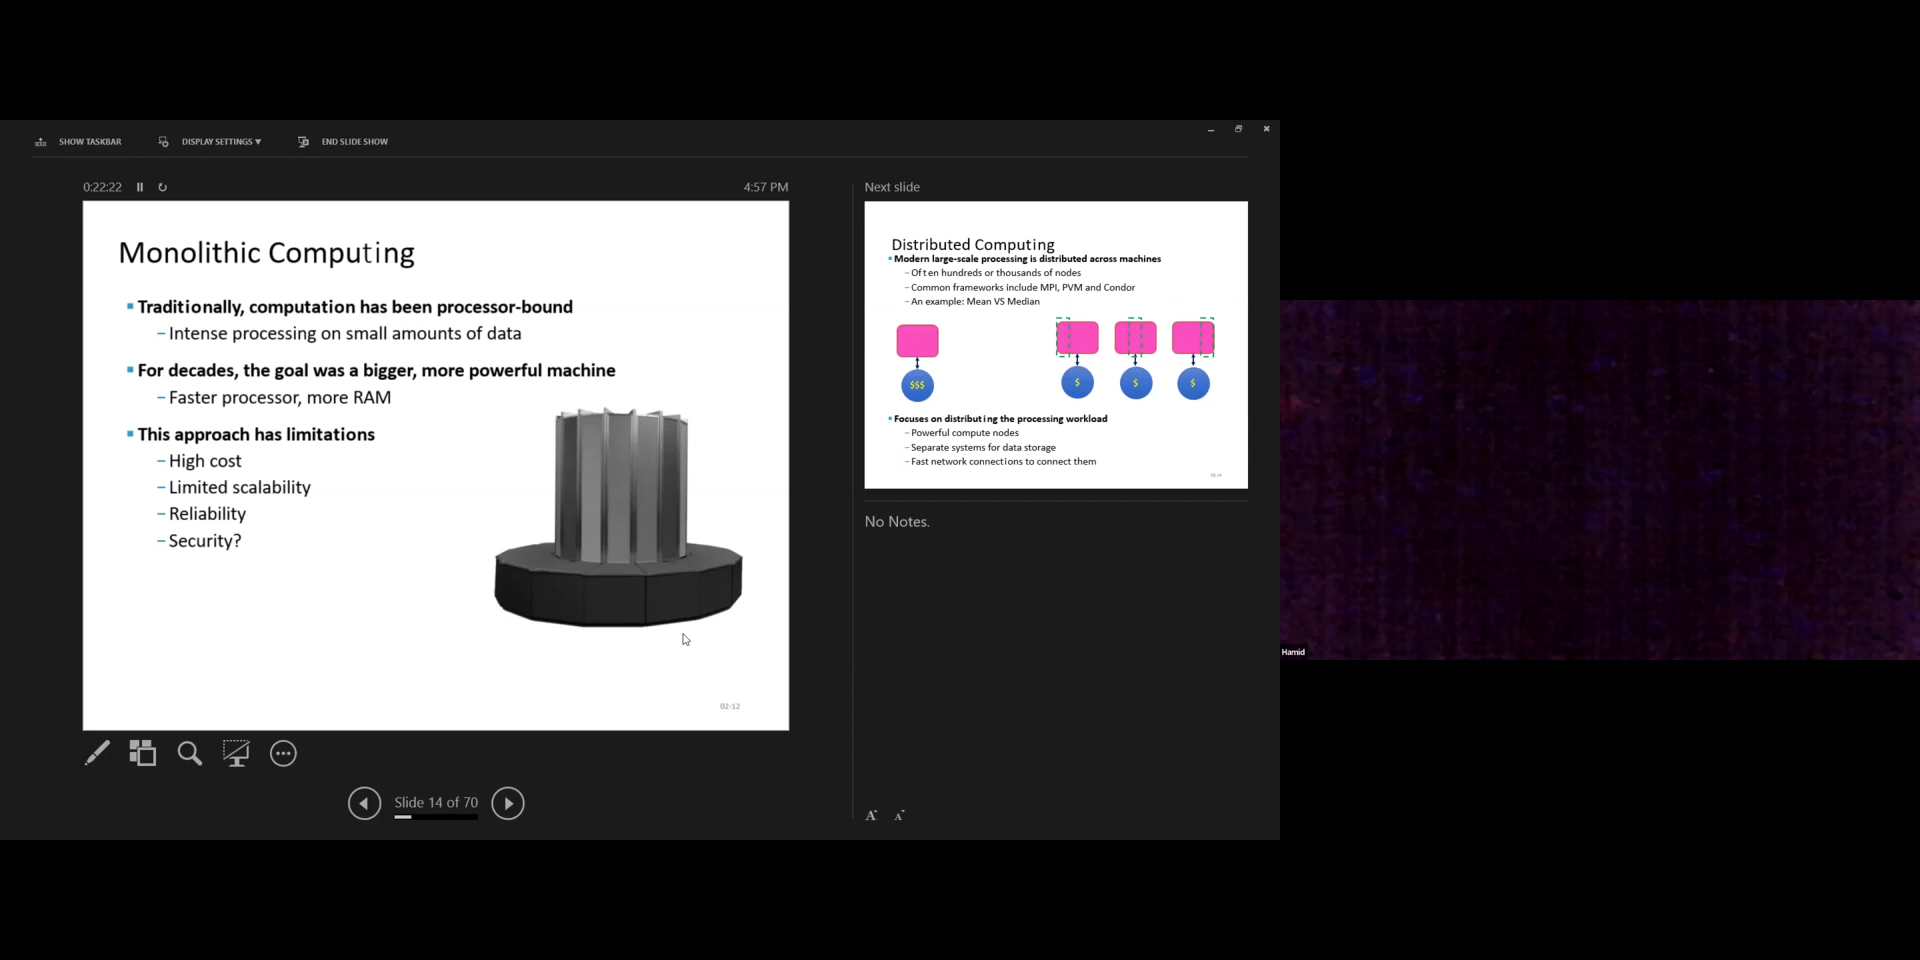 SHOW TASKBAR
DISPLAY SETTINGS ▼
END SLIDE SHOW
0:22:22
4:57 PM
Monolithic Computing
Traditionally, computation has been processor-bound
– Intense processing on small amounts of data
For decades, the goal was a bigger, more powerful machine
– Faster processor, more RAM
This approach has limitations
– High cost
– Limited scalability
– Reliability
– Security?
02-12
Slide 14 of 70
Next slide
Distributed Computing
Modern large-scale processing is distributed across machines
– Often hundreds or thousands of nodes
– Common frameworks include MPI, PVM and Condor
– An example: Mean VS Median
$$$
$
$
$
Focuses on distributing the processing workload
– Powerful compute nodes
– Separate systems for data storage
– Fast network connections to connect them
No Notes.
A
A
Hamid